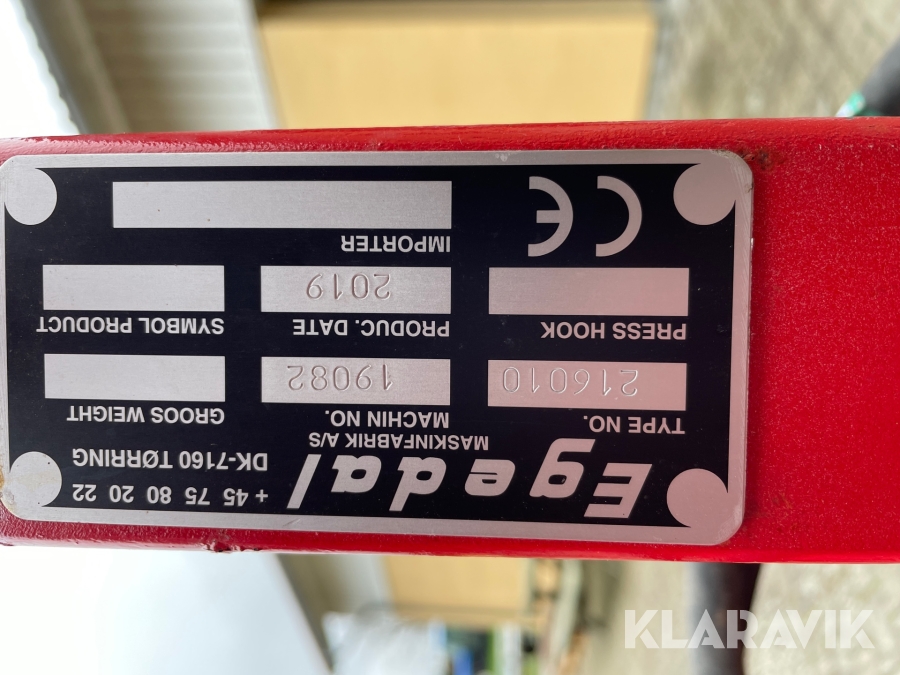 Egedal
MASKINFABRIK A/S
+ 45 75 80 20 22
DK-7160 TØRRING
TYPE NO.
MACHIN NO.
GROOS WEIGHT
216010
19082
PRESS HOOK
PRODUC. DATE
SYMBOL PRODUCT
2019
IMPORTER
CE
KLARAVIK